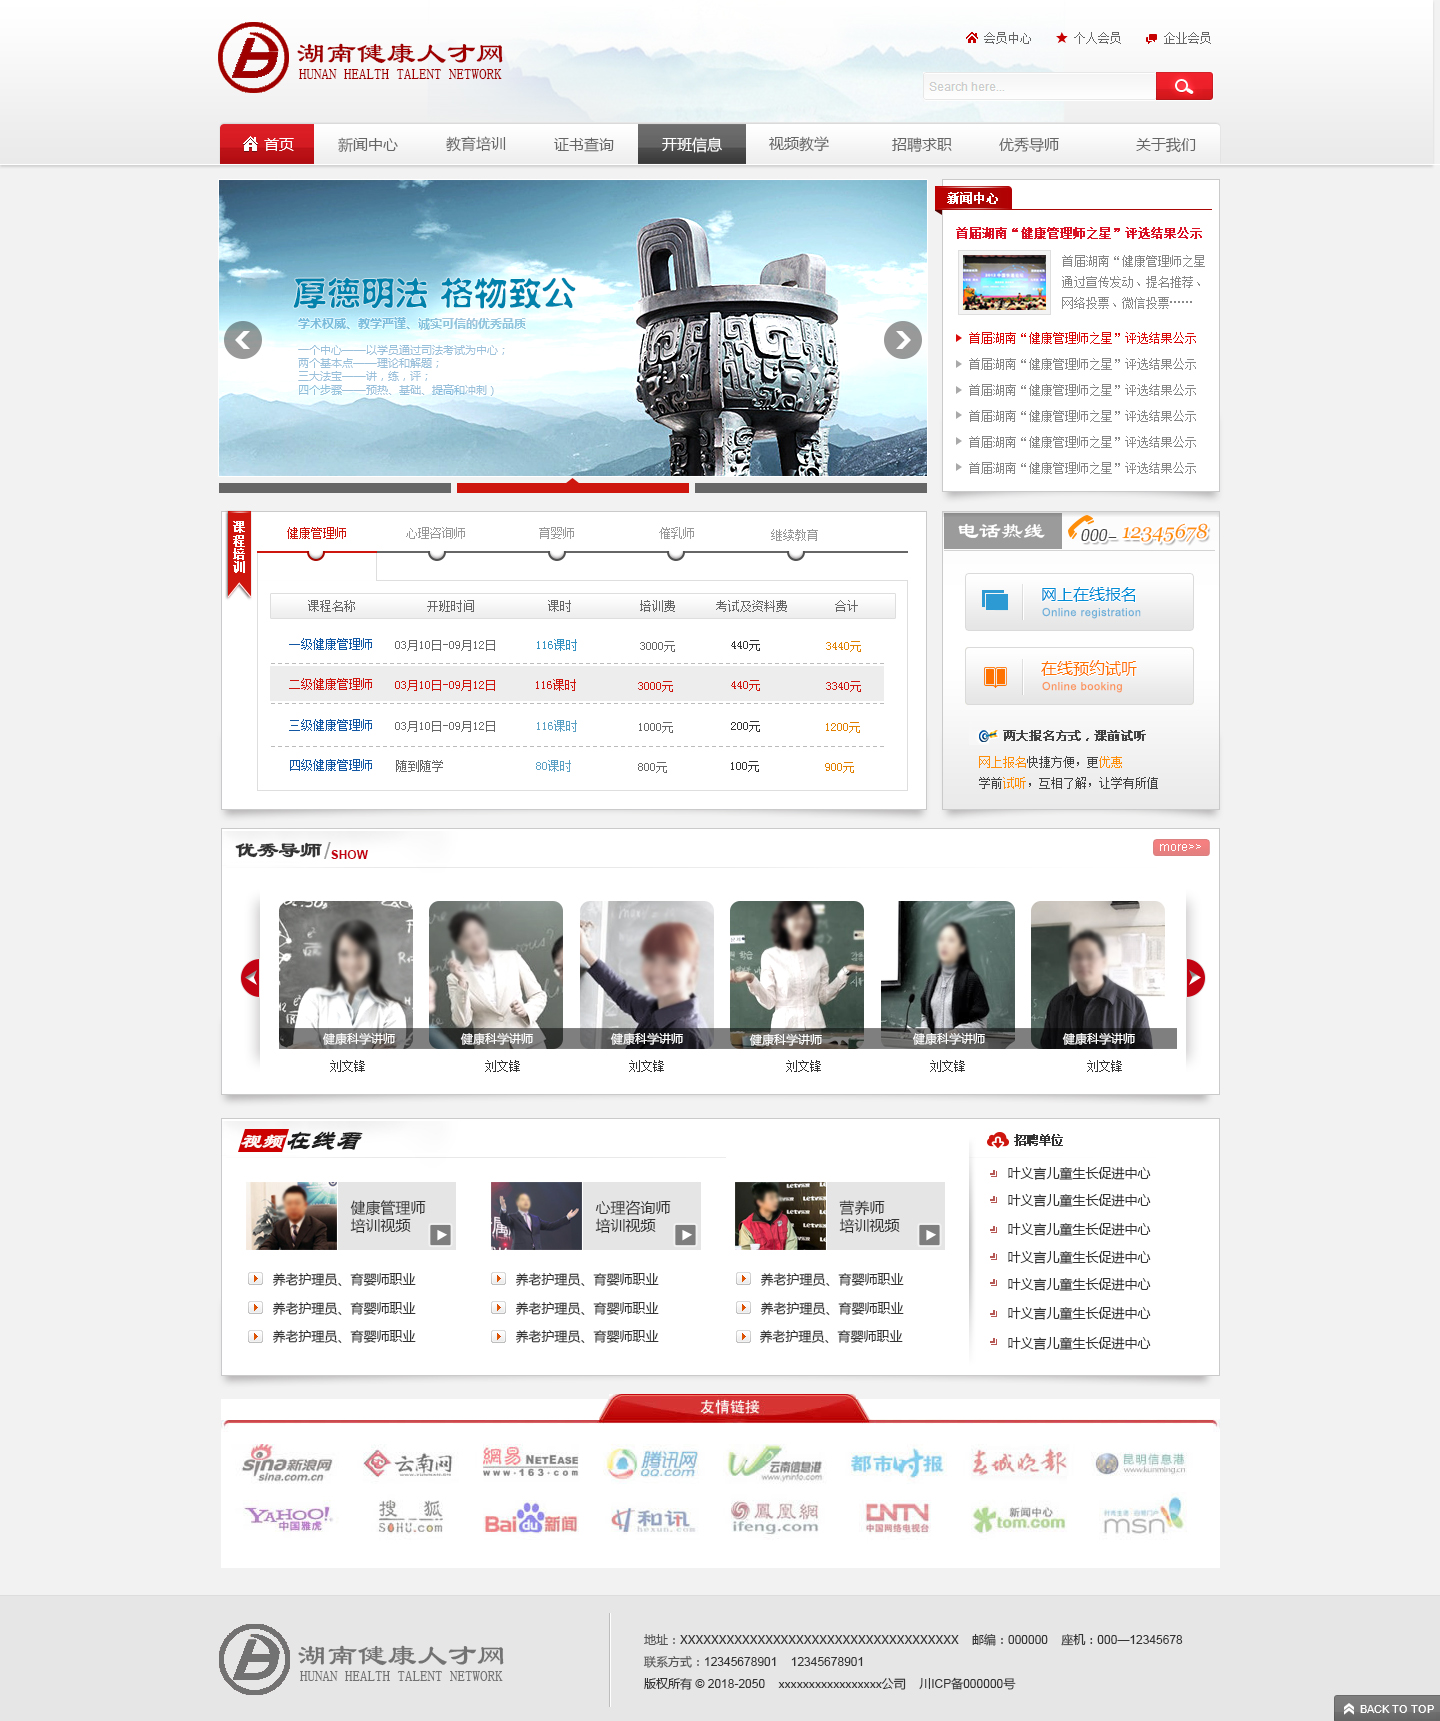 湖南健康人才网
HUNAN HEALTH TALENT NETWORK
会员中心 个人会员 企业会员
Search here...
首页 新闻中心 教育培训 证书查询 开班信息 视频教学 招聘求职 优秀导师 关于我们
厚德明法 格物致公
学术权威、教学严谨、诚实可信的优秀品质
一个中心——以学员通过司法考试为中心；
两个基本点——理论和解题；
三大法宝——讲，练，评；
四个步骤——预热、基础、提高和冲刺）
新闻中心
首届湖南“健康管理师之星”评选结果公示
首届湖南“健康管理师之星
通过宣传发动、提名推荐、
网络投票、微信投票……
首届湖南“健康管理师之星”评选结果公示
首届湖南“健康管理师之星”评选结果公示
首届湖南“健康管理师之星”评选结果公示
首届湖南“健康管理师之星”评选结果公示
首届湖南“健康管理师之星”评选结果公示
首届湖南“健康管理师之星”评选结果公示
课程培训
健康管理师 心理咨询师 育婴师 催乳师 继续教育
课程名称 开班时间 课时 培训费 考试及资料费 合计
一级健康管理师 03月10日-09月12日 116课时 3000元 440元 3440元
二级健康管理师 03月10日-09月12日 116课时 3000元 440元 3340元
三级健康管理师 03月10日-09月12日 116课时 1000元 200元 1200元
四级健康管理师 随到随学 80课时 800元 100元 900元
电话热线 000-12345678
网上在线报名
Online registration
在线预约试听
Online booking
两大报名方式，课前试听
网上报名快捷方便，更优惠
学前试听，互相了解，让学有所值
优秀导师/SHOW
more>>
健康科学讲师 健康科学讲师 健康科学讲师 健康科学讲师 健康科学讲师 健康科学讲师
刘文锋 刘文锋 刘文锋 刘文锋 刘文锋 刘文锋
视频在线看
健康管理师
培训视频
心理咨询师
培训视频
营养师
培训视频
养老护理员、育婴师职业 养老护理员、育婴师职业 养老护理员、育婴师职业
养老护理员、育婴师职业 养老护理员、育婴师职业 养老护理员、育婴师职业
养老护理员、育婴师职业 养老护理员、育婴师职业 养老护理员、育婴师职业
招聘单位
叶义言儿童生长促进中心
叶义言儿童生长促进中心
叶义言儿童生长促进中心
叶义言儿童生长促进中心
叶义言儿童生长促进中心
叶义言儿童生长促进中心
叶义言儿童生长促进中心
友情链接
sina新浪网
sina.com.cn
云南网
網易 NETEASE
www.163.com
腾讯网
QQ.com
云南信息港
www.yninfo.com
都市时报
春城晚报
昆明信息港
www.kunming.cn
YAHOO!
中国雅虎
搜狐
SOHU.com
Bai du 新闻
和讯
hexun.com
鳳凰網
ifeng.com
CNTN
中国网络电视台
新闻中心
tom.com
msn
湖南健康人才网
HUNAN HEALTH TALENT NETWORK
地址：XXXXXXXXXXXXXXXXXXXXXXXXXXXXXXXXXXXX 邮编：000000 座机：000—12345678
联系方式：12345678901 12345678901
版权所有 © 2018-2050 xxxxxxxxxxxxxxxxx公司 川ICP备000000号
BACK TO TOP